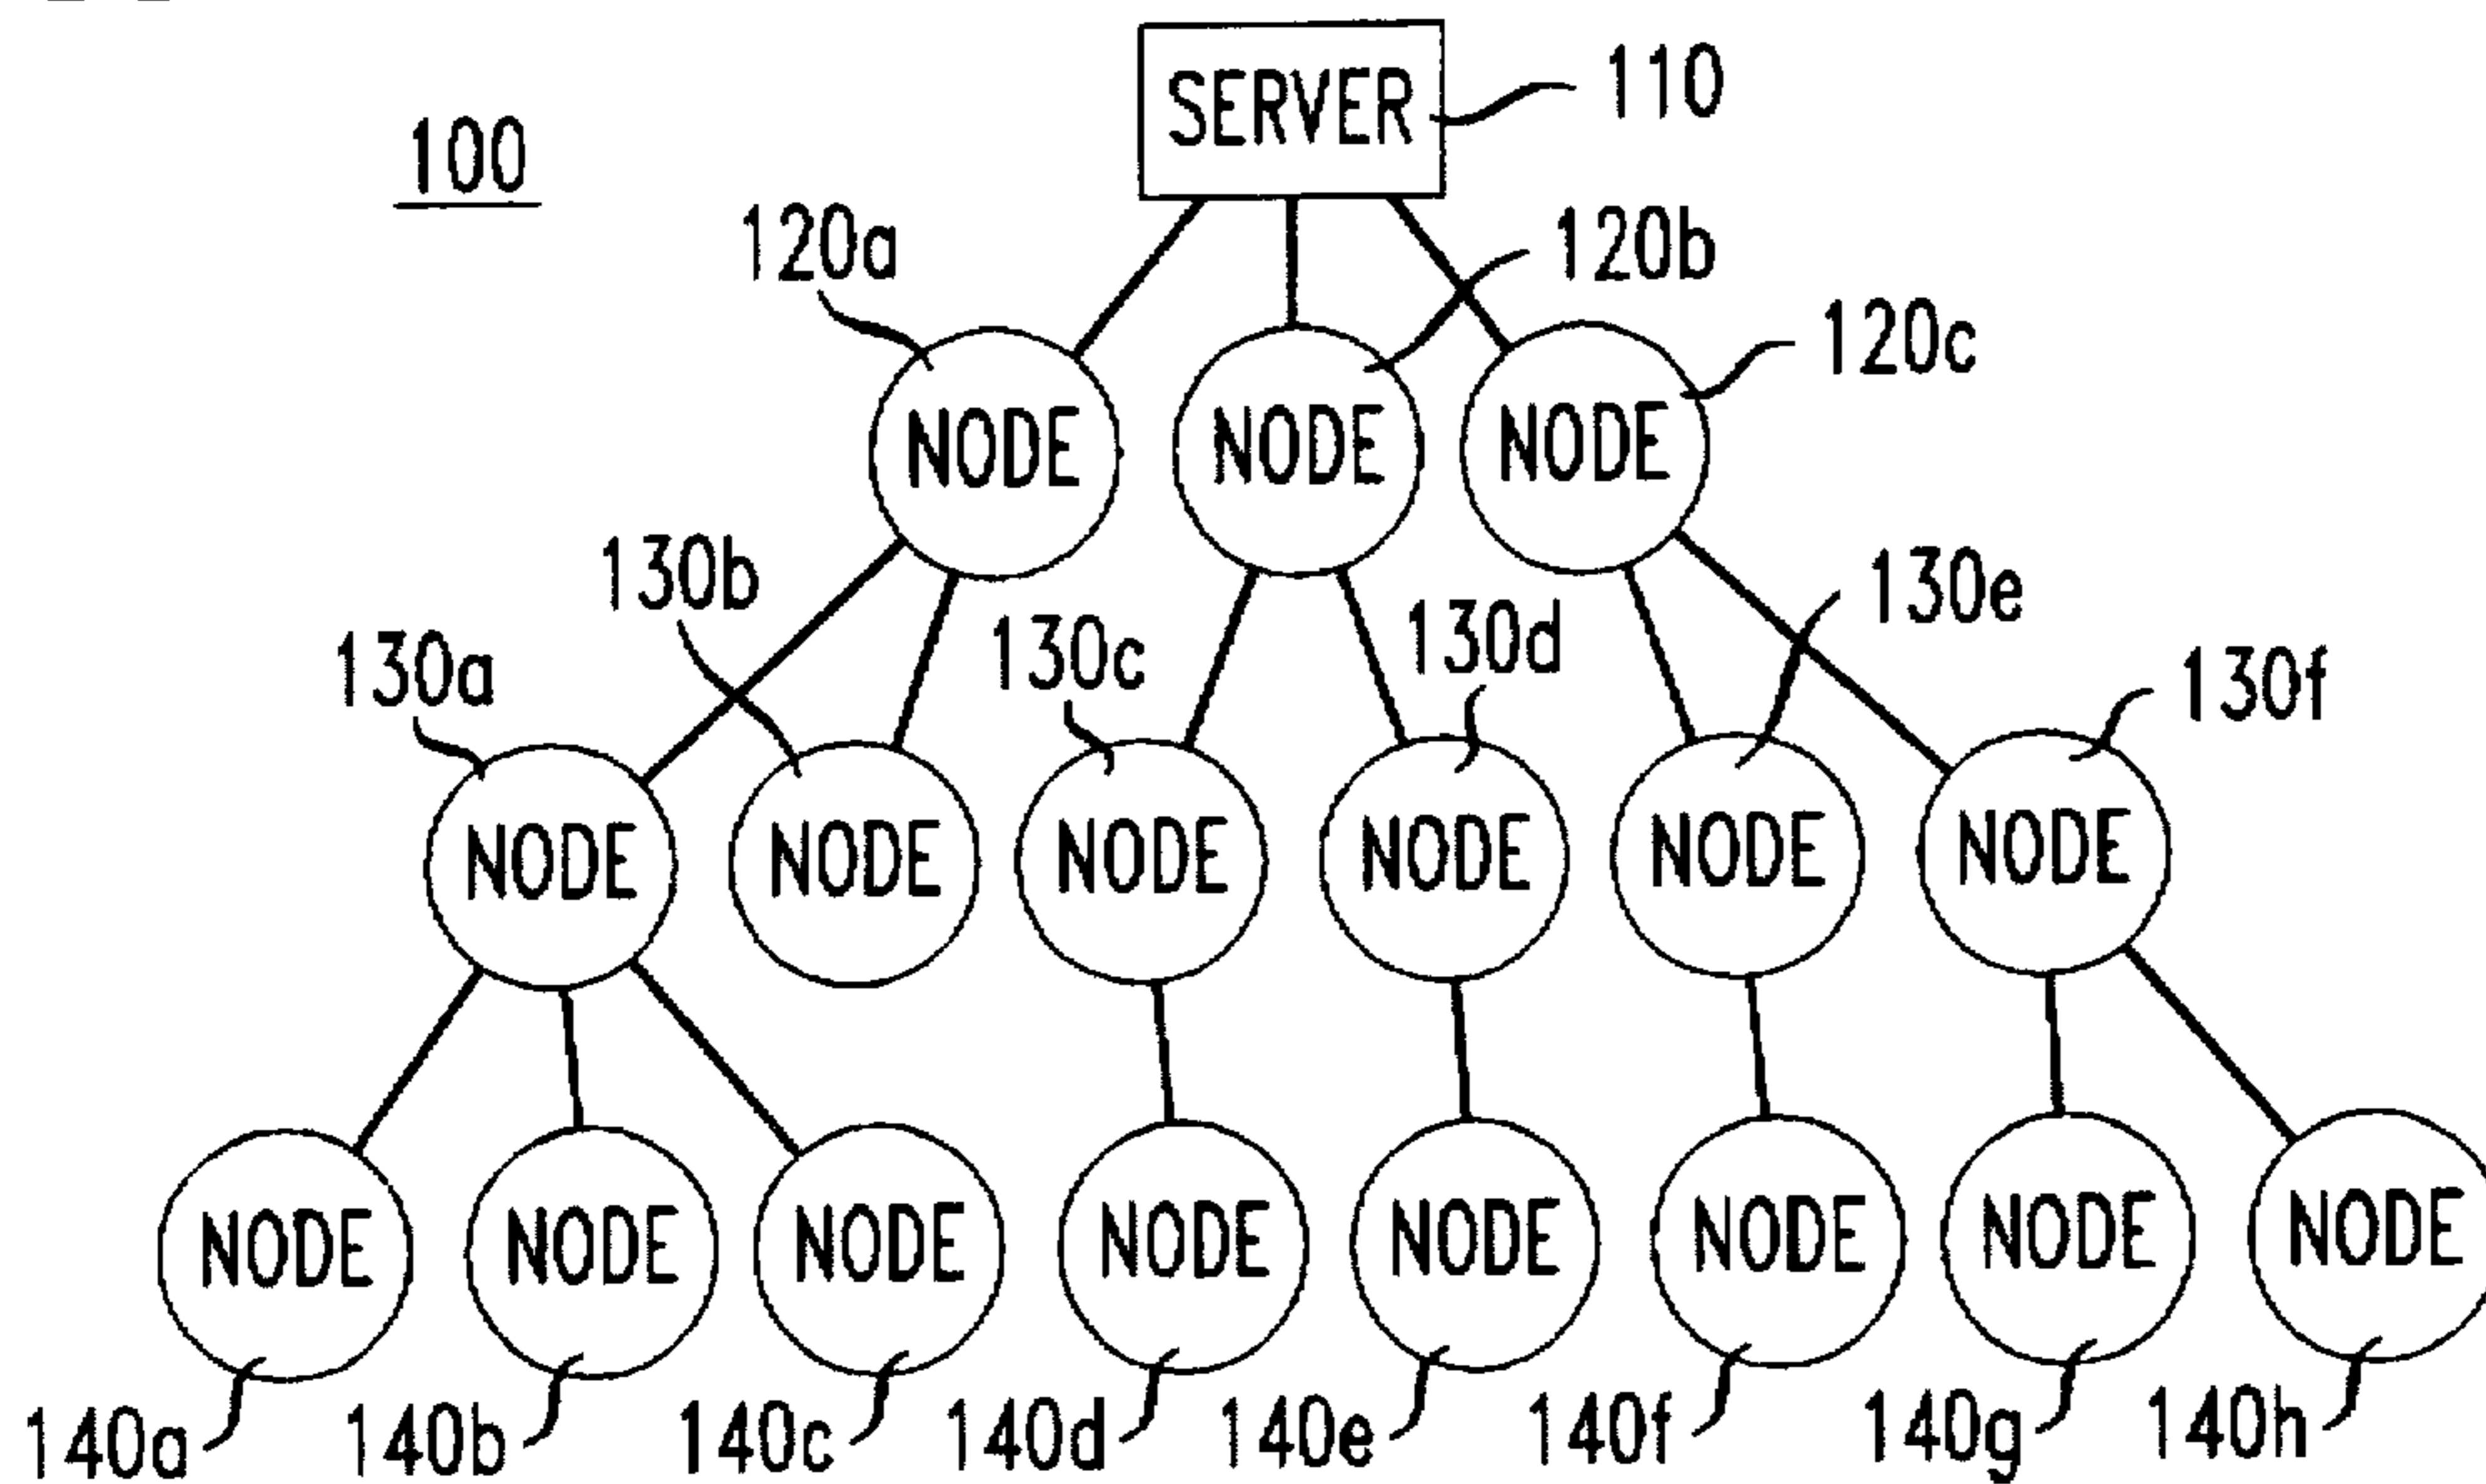 SERVER
110
100
120a
120b
120c
NODE NODE NODE
130b
130e
130a
130c
130d
130f
NODE NODE NODE NODE NODE NODE
NODE NODE NODE NODE NODE NODE NODE NODE
140a 140b 140c 140d 140e 140f 140g 140h